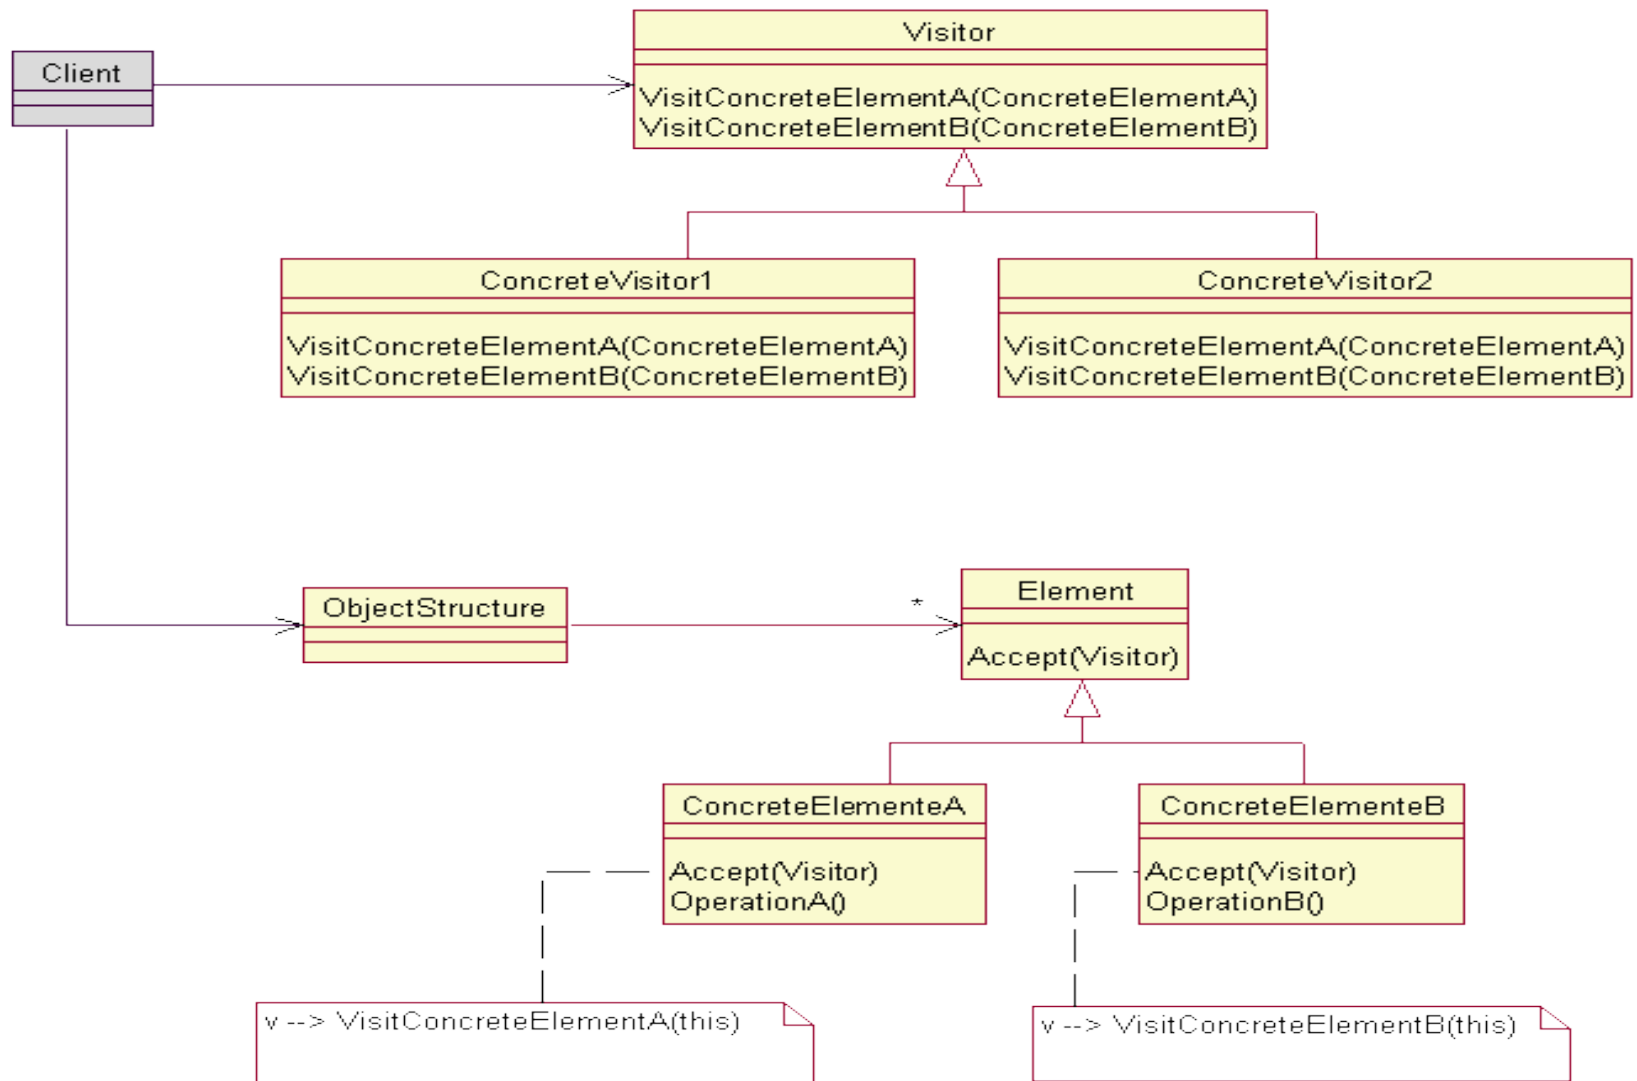 Visitor
Client
VisitConcreteElementA(ConcreteElementA)
VisitConcreteElementB(ConcreteElementB)
ConcreteVisitor1
ConcreteVisitor2
VisitConcreteElementA(ConcreteElementA)
VisitConcreteElementB(ConcreteElementB)
VisitConcreteElementA(ConcreteElementA)
VisitConcreteElementB(ConcreteElementB)
ObjectStructure
*
Element
Accept(Visitor)
ConcreteElementeA
Accept(Visitor)
OperationA()
ConcreteElementeB
Accept(Visitor)
OperationB()
v --> VisitConcreteElementA(this)
v --> VisitConcreteElementB(this)